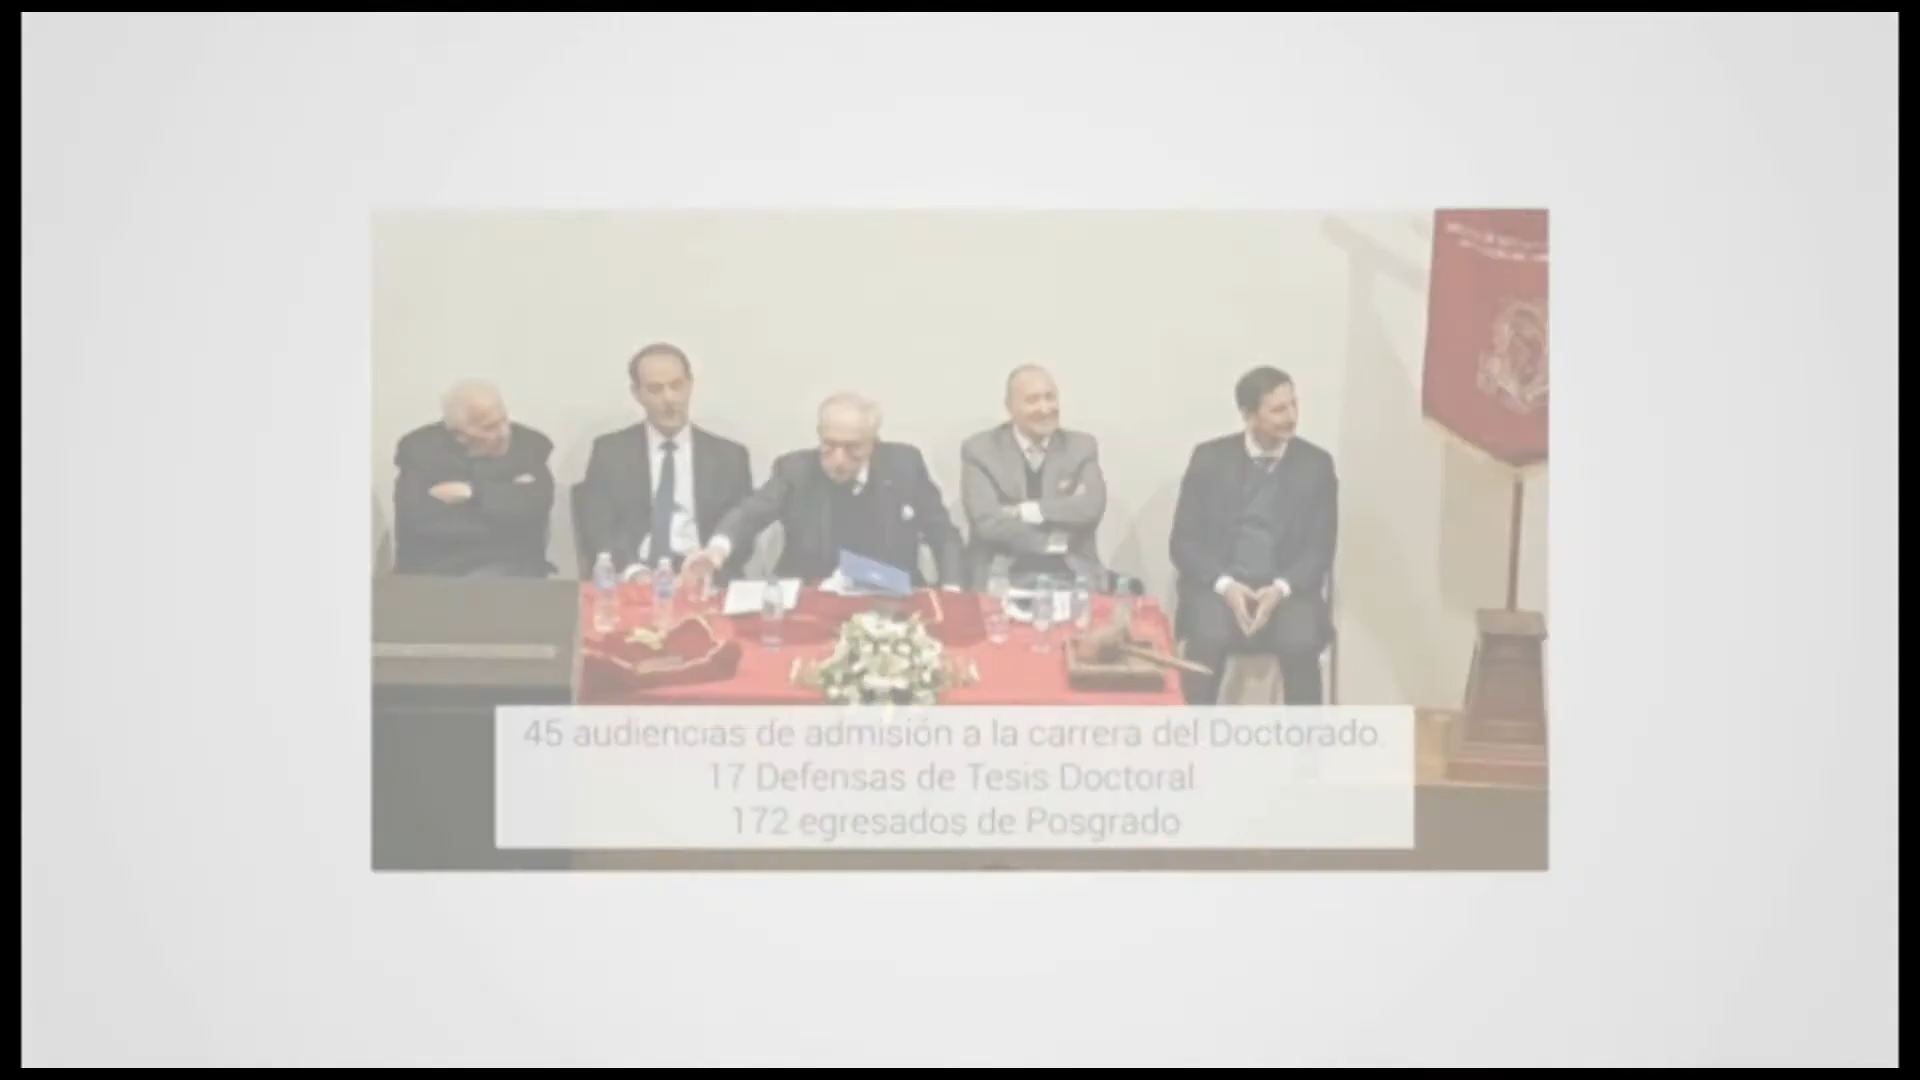 45 audiencias de admisión a la carrera del Doctorado.
17 Defensas de Tesis Doctoral
172 egresados de Posgrado